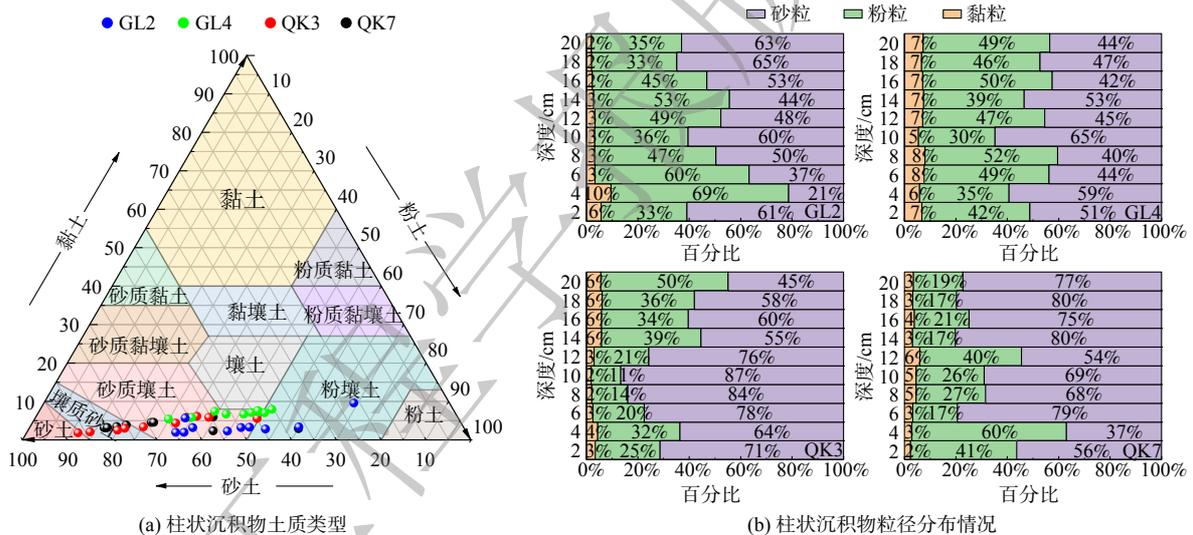 GL2 GL4 QK3 QK7
100
90
80
70
60
50
40
30
20
10
10
20
30
40
50
60
70
80
90
100
100 90 80 70 60 50 40 30 20 10
黏土
粉土
砂土
黏土
粉质黏土
砂质黏土
黏壤土
粉质黏壤土
砂质黏壤土
壤土
砂质壤土
粉壤土
壤质砂土
砂土
粉土
(a) 柱状沉积物土质类型
砂粒 粉粒 黏粒
深度/cm
20 2% 35% 63%
18 2% 33% 65%
16 2% 45% 53%
14 3% 53% 44%
12 3% 49% 48%
10 3% 36% 60%
8 3% 47% 50%
6 3% 60% 37%
4 10% 69% 21%
2 6% 33% 61% GL2
0% 20% 40% 60% 80% 100%
百分比
深度/cm
20 7% 49% 44%
18 7% 46% 47%
16 7% 50% 42%
14 7% 39% 53%
12 7% 47% 45%
10 5% 30% 65%
8 8% 52% 40%
6 8% 49% 44%
4 6% 35% 59%
2 7% 42% 51% GL4
0% 20% 40% 60% 80% 100%
百分比
深度/cm
20 6% 50% 45%
18 6% 36% 58%
16 6% 34% 60%
14 6% 39% 55%
12 3% 21% 76%
10 2% 11% 87%
8 2% 14% 84%
6 3% 20% 78%
4 4% 32% 64%
2 3% 25% 71% QK3
0% 20% 40% 60% 80% 100%
百分比
深度/cm
20 3% 19% 77%
18 3% 17% 80%
16 4% 21% 75%
14 3% 17% 80%
12 6% 40% 54%
10 5% 26% 69%
8 5% 27% 68%
6 3% 17% 79%
4 3% 60% 37%
2 2% 41% 56% QK7
0% 20% 40% 60% 80% 100%
百分比
(b) 柱状沉积物粒径分布情况